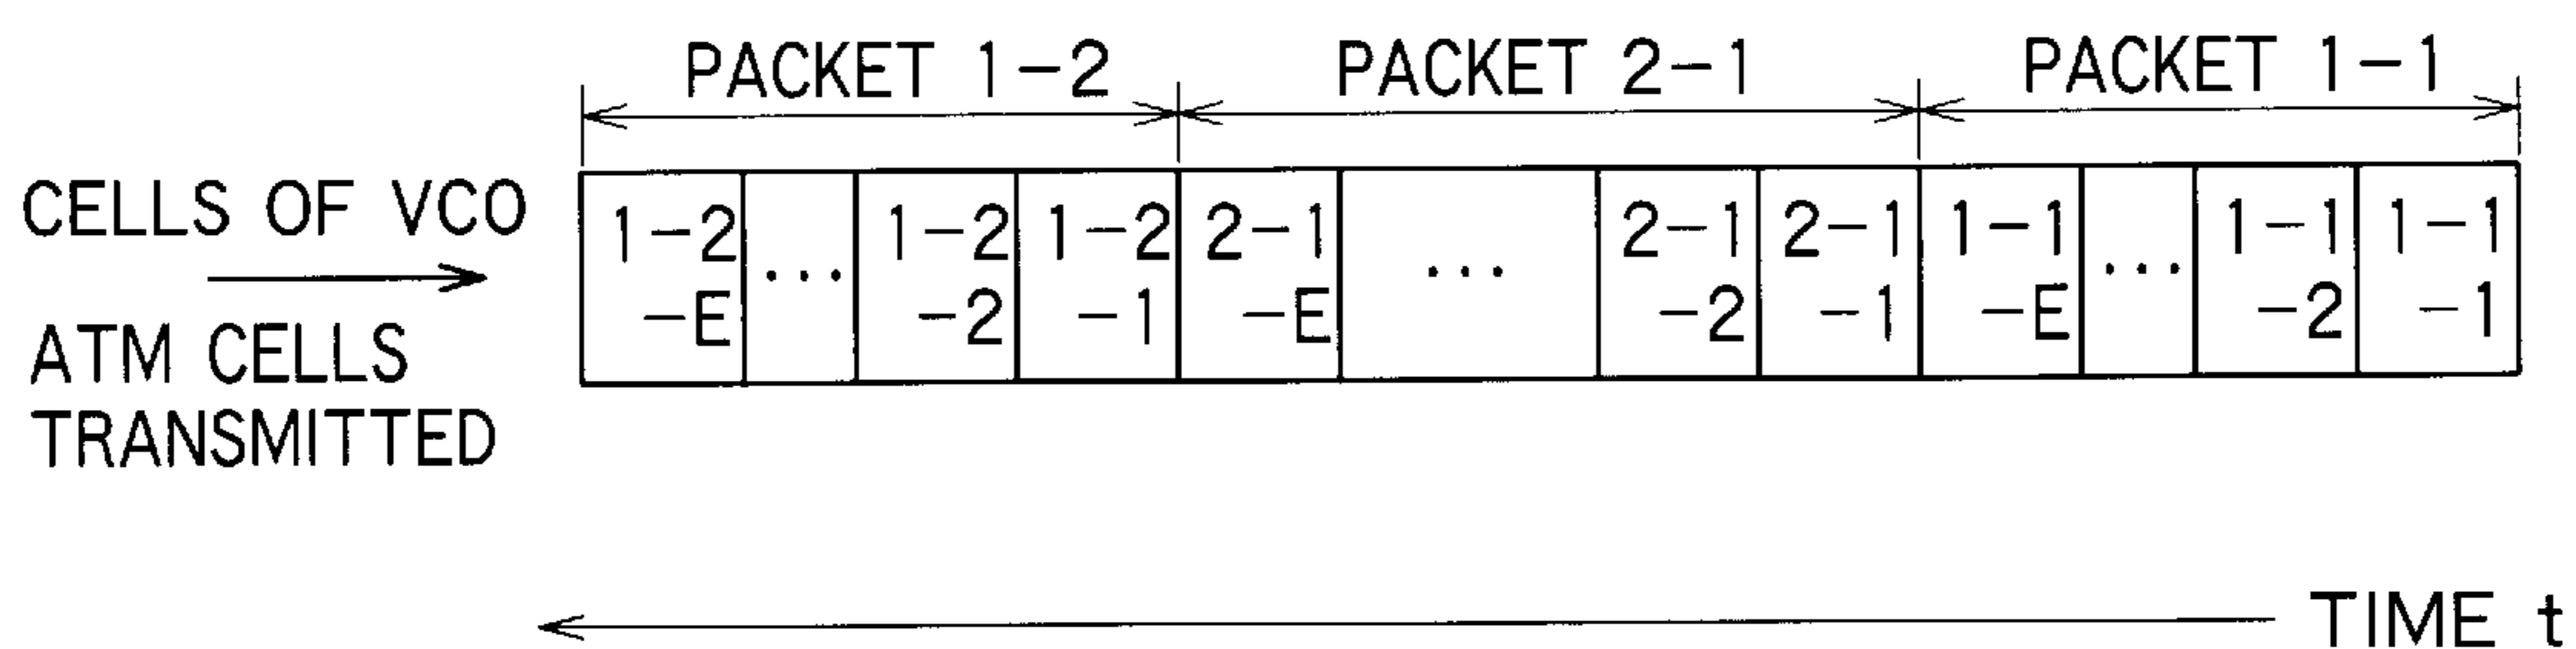 PACKET 1-2 PACKET 2-1 PACKET 1-1
CELLS OF VCO
ATM CELLS
TRANSMITTED
1-2 ... 1-2 1-2 2-1 ... 2-1 2-1 1-1 ... 1-1 1-1
-E -2 -1 -E -2 -1 -E -2 -1
TIME t